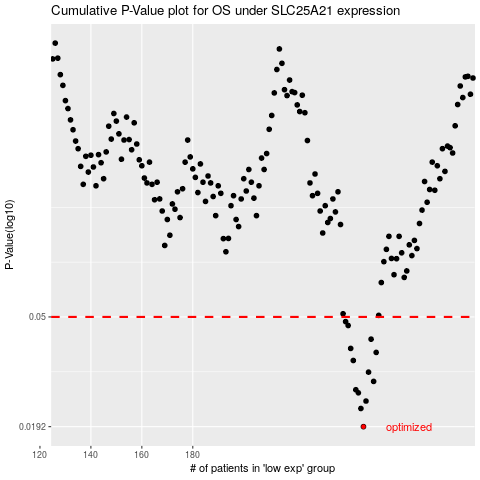 Cumulative P-Value plot for OS under SLC25A21 expression
P-Value(log10)
0.05
0.0192
optimized
120 140 160 180
# of patients in 'low exp' group